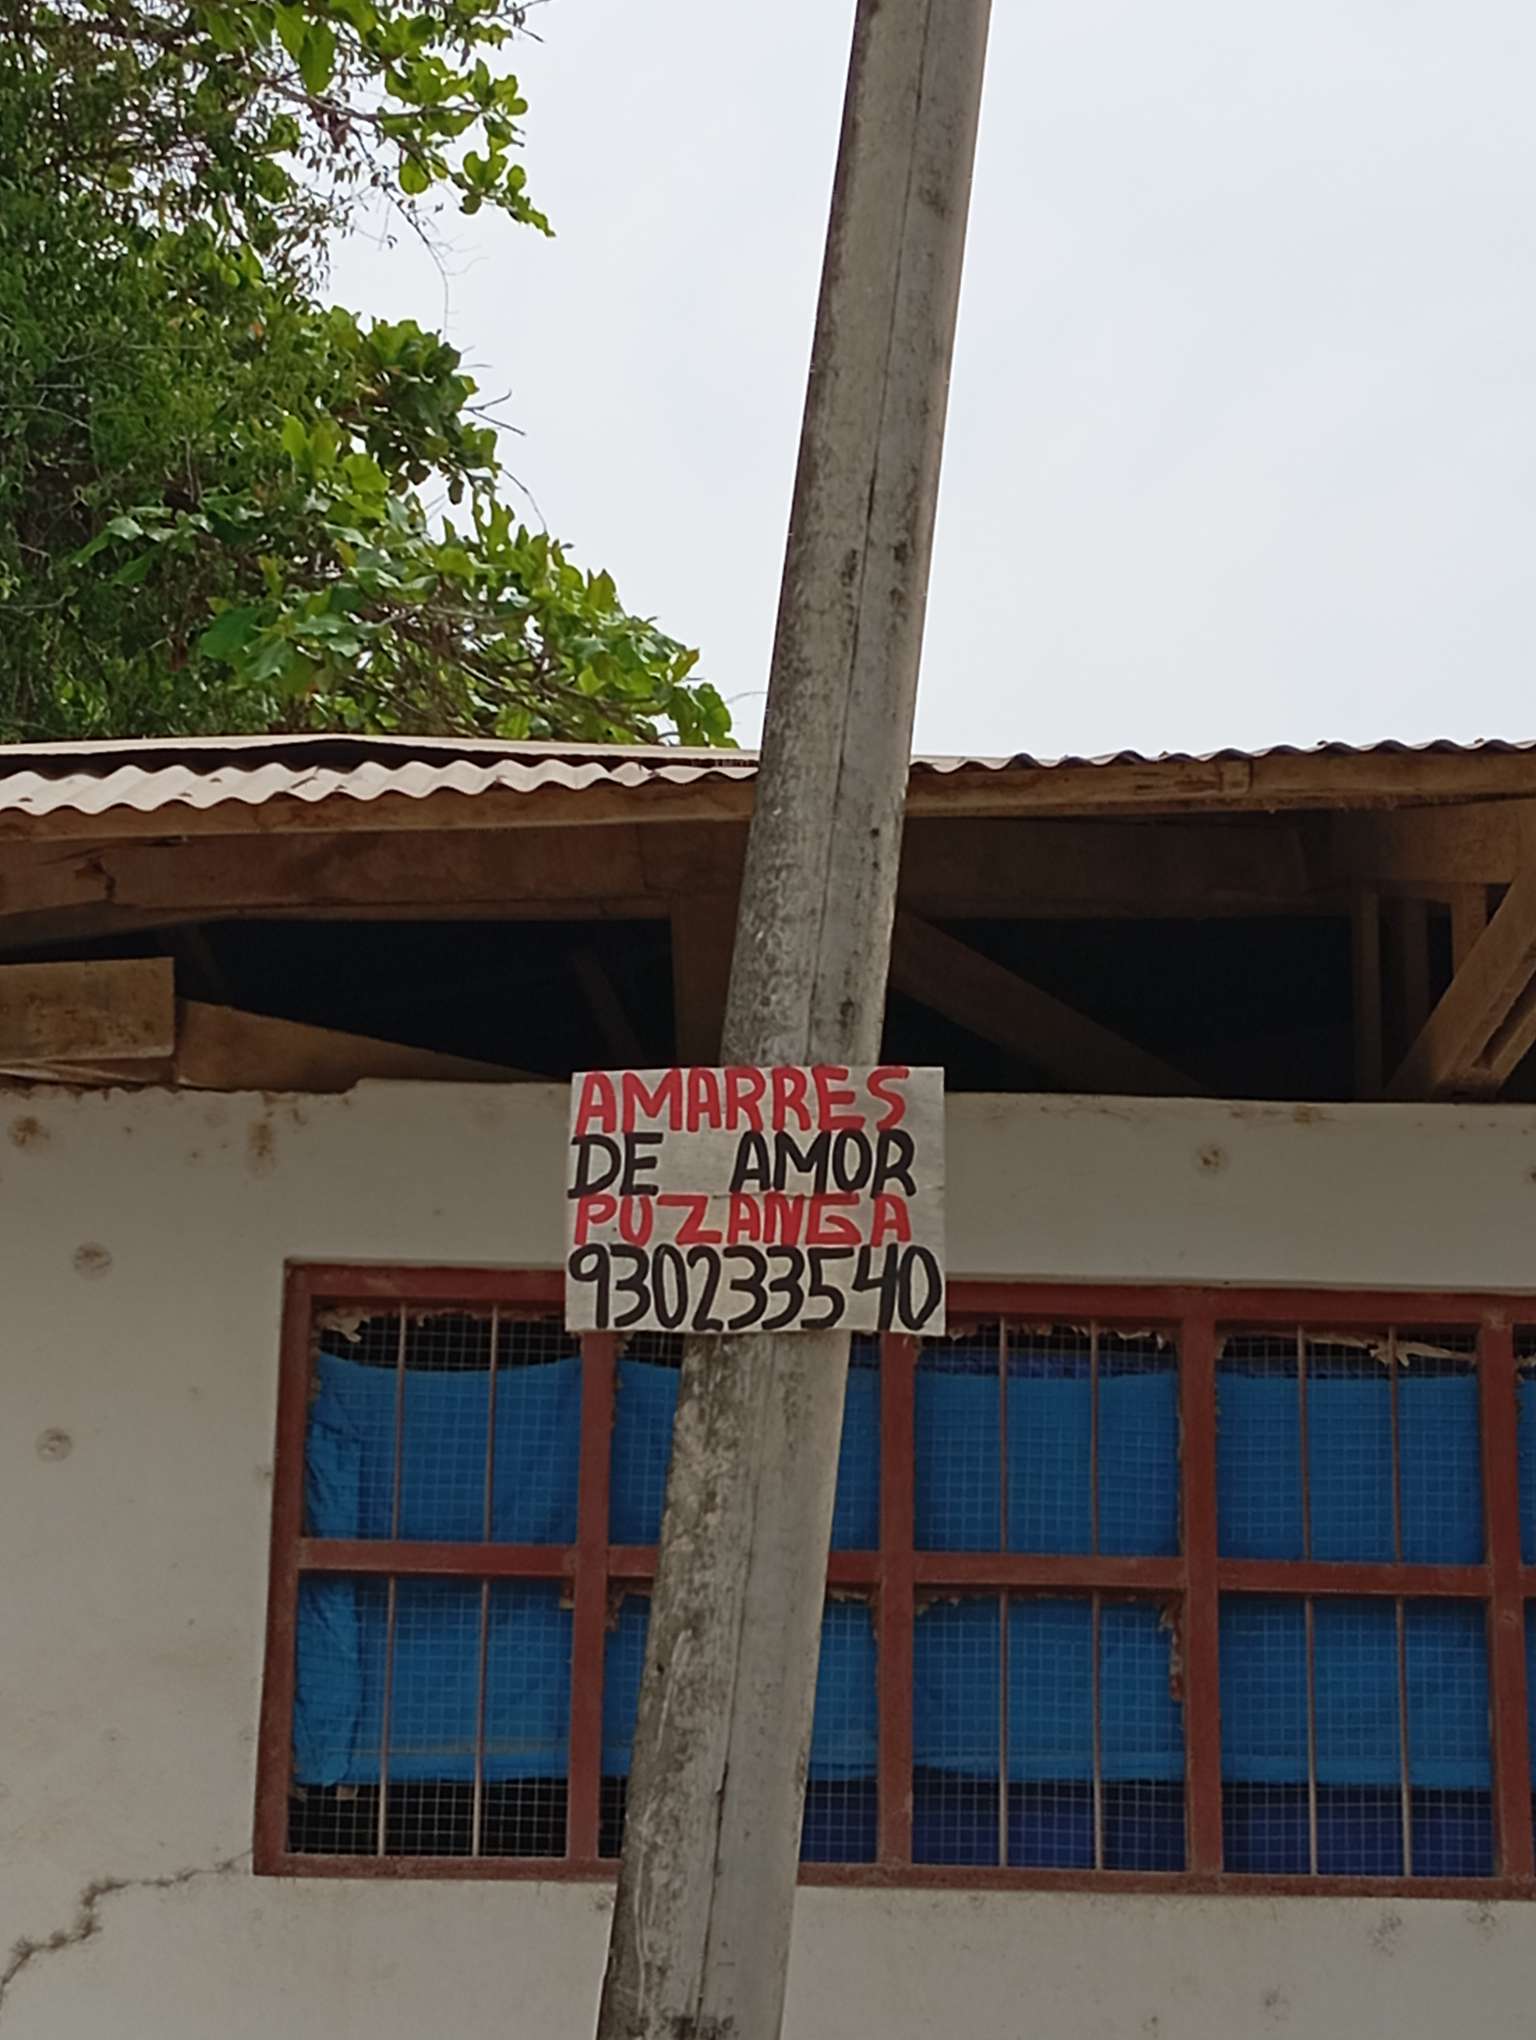 AMARRES
DE AMOR
PUZANGA
930233540